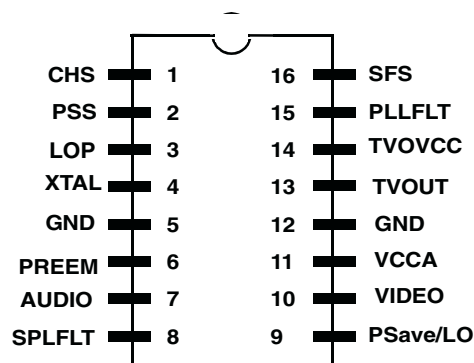 CHS 1 16 SFS
PSS 2 15 PLLFLT
LOP 3 14 TVOVCC
XTAL 4 13 TVOUT
GND 5 12 GND
PREEM 6 11 VCCA
AUDIO 7 10 VIDEO
SPLFLT 8 9 PSave/LO